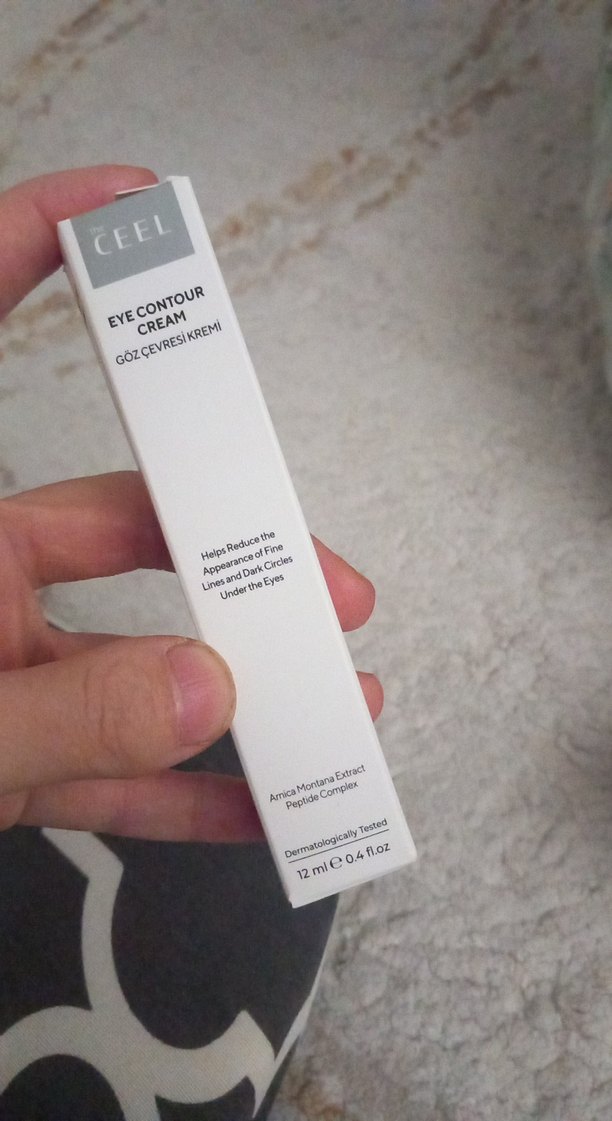 the
CEEL
EYE CONTOUR
CREAM
GÖZ ÇEVRESİ KREMİ
Helps Reduce the
Appearance of Fine
Lines and Dark Circles
Under the Eyes
Arnica Montana Extract
Peptide Complex
Dermatologically Tested
12 ml ℮ 0.4 fl.oz